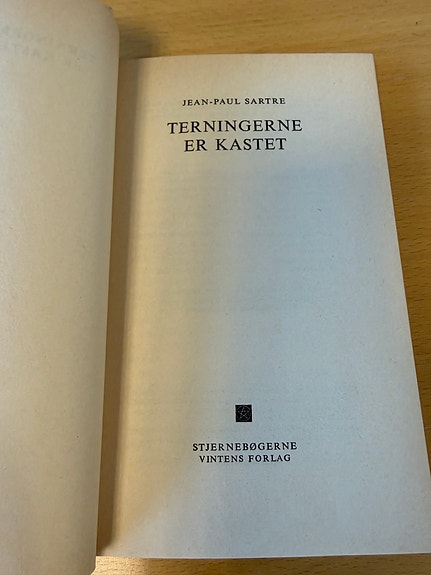 JEAN-PAUL SARTRE
TERNINGERNE
ER KASTET
STJERNEBØGERNE
VINTENS FORLAG